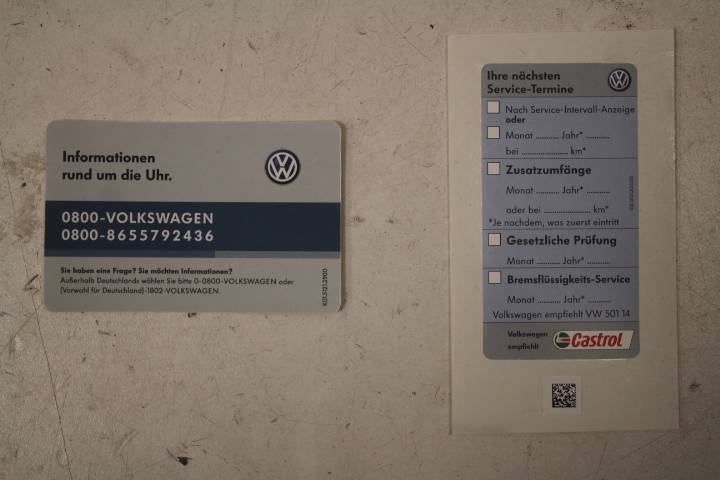 Informationen
rund um die Uhr.
0800-VOLKSWAGEN
0800-8655792436
Sie haben eine Frage? Sie möchten Informationen?
Außerhalb Deutschlands wählen Sie bitte 0-0800-VOLKSWAGEN oder
(Vorwahl für Deutschland)-1802-VOLKSWAGEN.
Ihre nächsten
Service-Termine
Nach Service-Intervall-Anzeige
oder
Monat ........... Jahr* ...........
bei ...................... km*
Zusatzumfänge
Monat ........... Jahr* ...........
oder bei ...................... km*
*Je nachdem, was zuerst eintritt
Gesetzliche Prüfung
Monat ........... Jahr* ...........
Bremsflüssigkeits-Service
Monat ........... Jahr* ...........
Volkswagen empfiehlt VW 501 14
Volkswagen
empfiehlt
Castrol